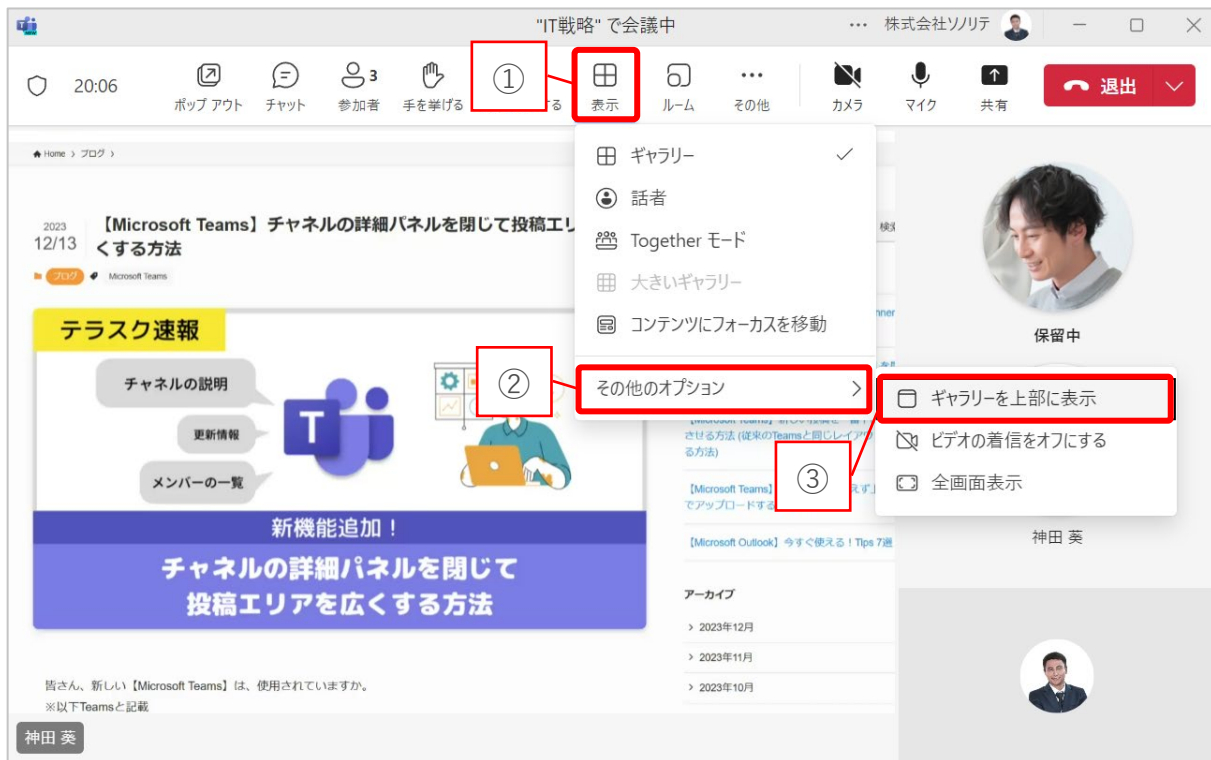 "IT戦略" で会議中
株式会社ソノリテ
20:06
ポップ アウト
チャット
参加者
3
手を挙げる
①
する
表示
ルーム
その他
カメラ
マイク
共有
退出
Home > ブログ >
2023
12/13
【Microsoft Teams】チャネルの詳細パネルを閉じて投稿エリ
くする方法
ブログ
Microsoft Teams
ギャラリー
話者
Together モード
大きいギャラリー
コンテンツにフォーカスを移動
②
その他のオプション
ギャラリーを上部に表示
ビデオの着信をオフにする
全画面表示
③
保留中
神田 葵
テラスク速報
チャネルの説明
更新情報
メンバーの一覧
T
新機能追加！
チャネルの詳細パネルを閉じて
投稿エリアを広くする方法
させる方法 (従来のTeamsと同じレイアウ
る方法)
【Microsoft Teams】
でアップロードする
【Microsoft Outlook】今すぐ使える！Tips 7選
アーカイブ
> 2023年12月
> 2023年11月
> 2023年10月
皆さん、新しい【Microsoft Teams】は、使用されていますか。
※以下Teamsと記載
神田 葵